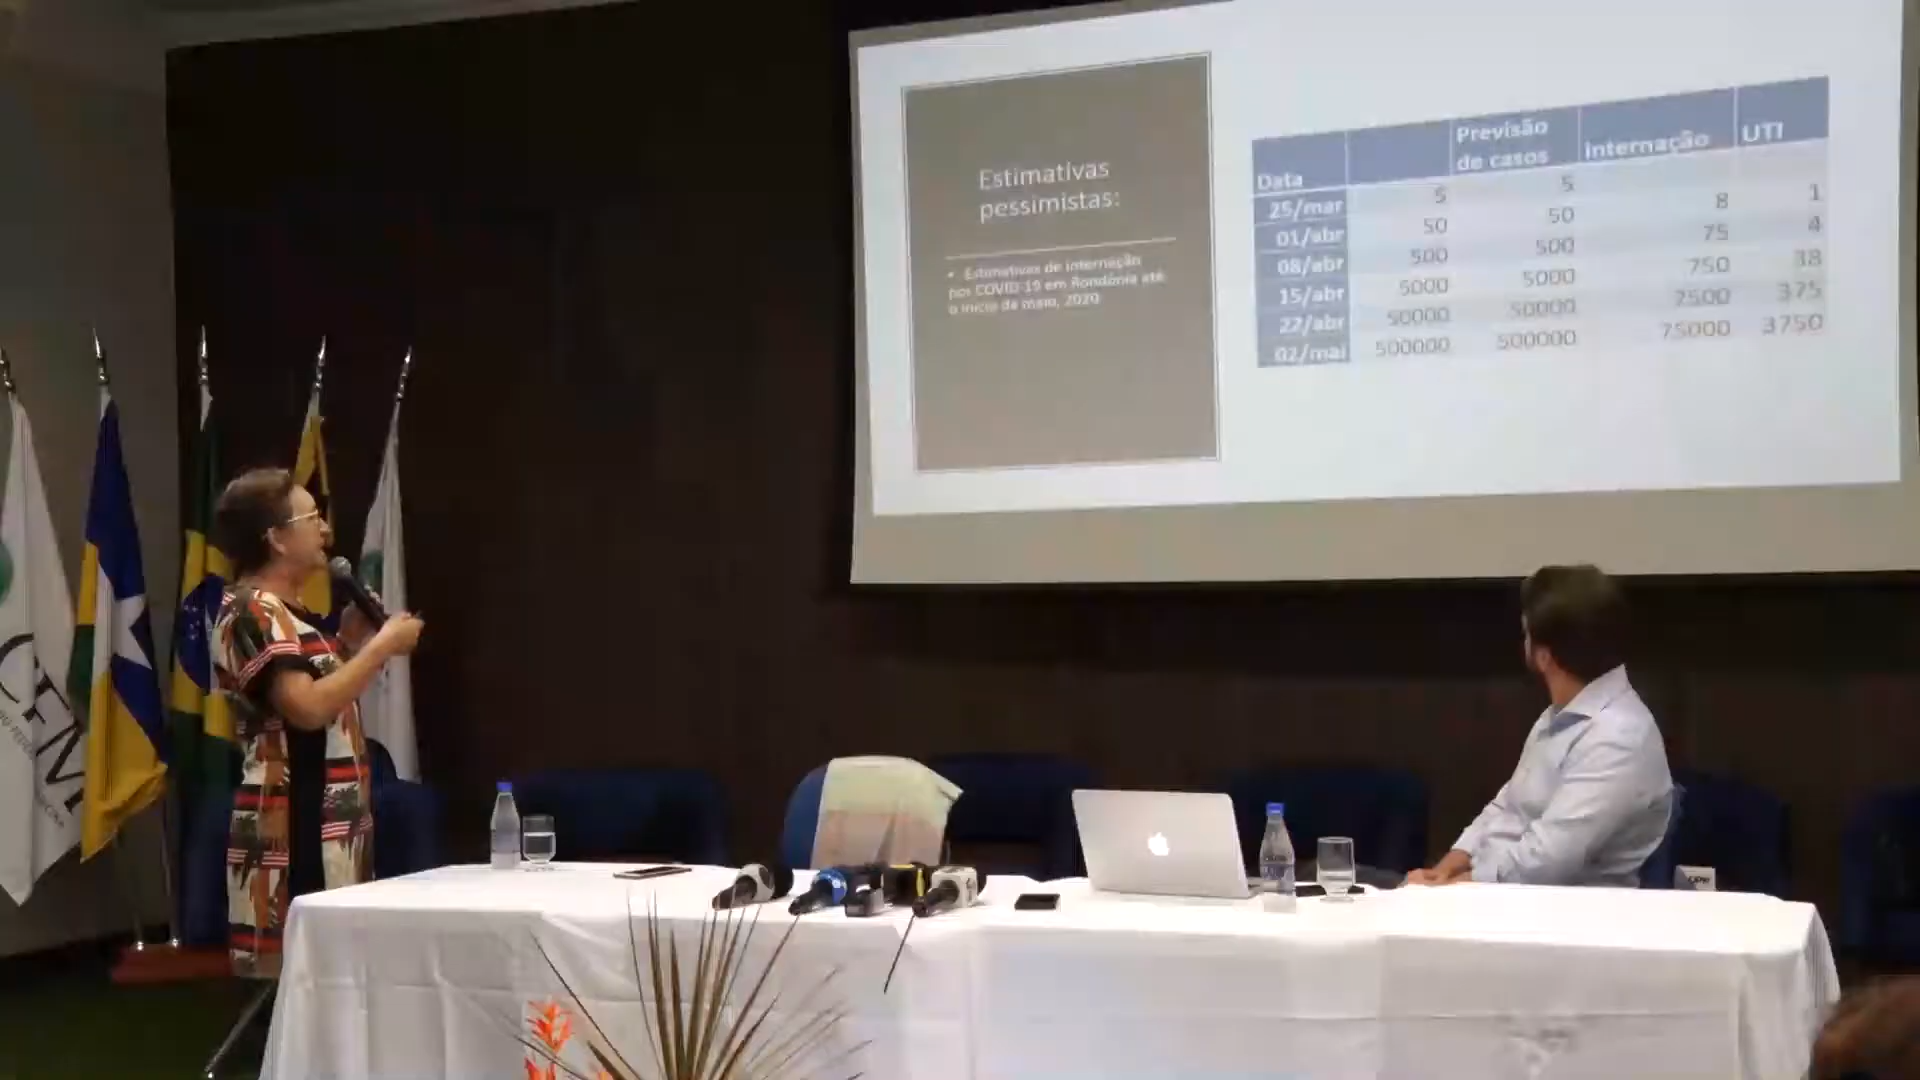 Estimativas
pessimistas:
• Estimativas de internação
por COVID-19 em Rondônia até
o início de maio, 2020
Data Previsão de casos internação UTI
25/mar 5 5
01/abr 50 50 8 1
08/abr 500 500 75 4
15/abr 5000 5000 750 38
22/abr 50000 50000 7500 375
02/mai 500000 500000 75000 3750
CFM